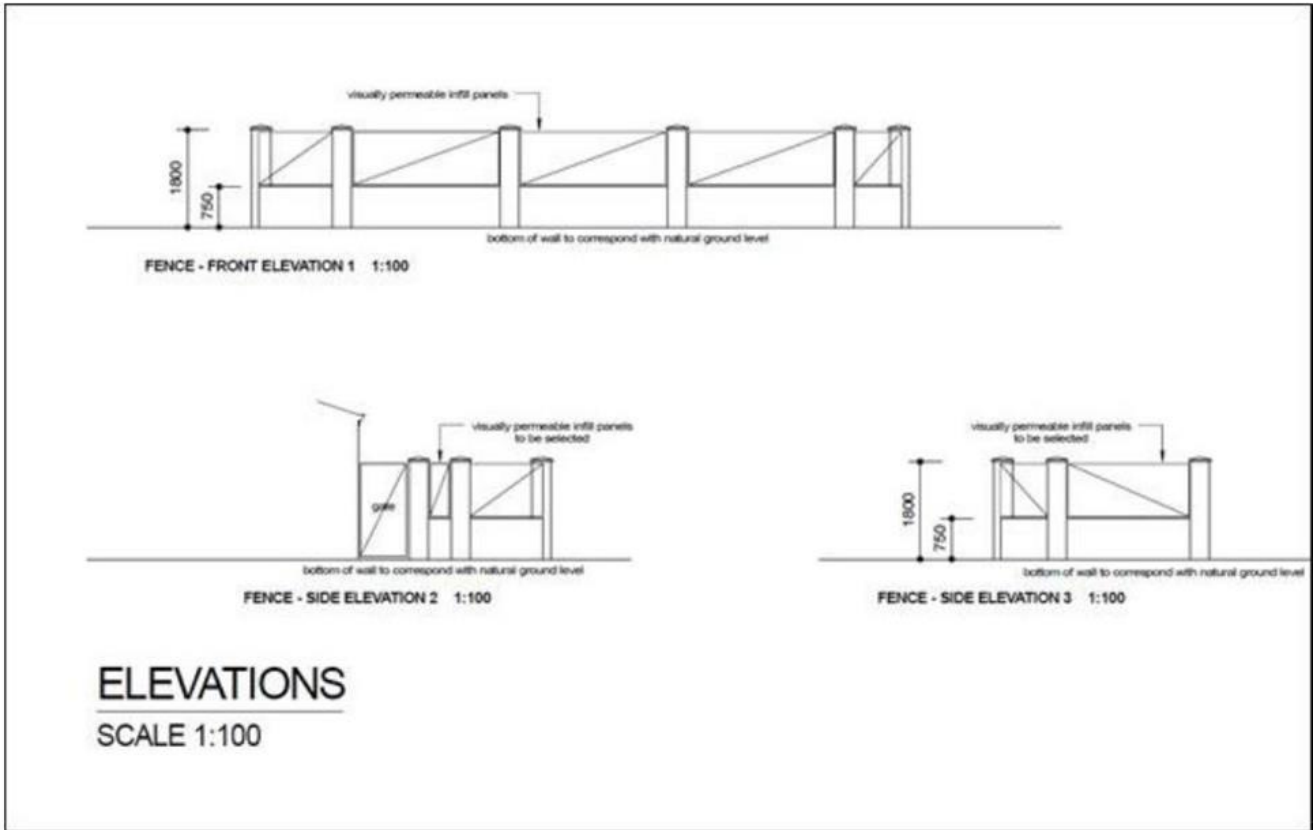 visually permeable infill panels
1800
750
bottom of wall to correspond with natural ground level
FENCE - FRONT ELEVATION 1 1:100
visually permeable infill panels
to be selected
gate
bottom of wall to correspond with natural ground level
FENCE - SIDE ELEVATION 2 1:100
visually permeable infill panels
to be selected
1800
750
bottom of wall to correspond with natural ground level
FENCE - SIDE ELEVATION 3 1:100
ELEVATIONS
SCALE 1:100